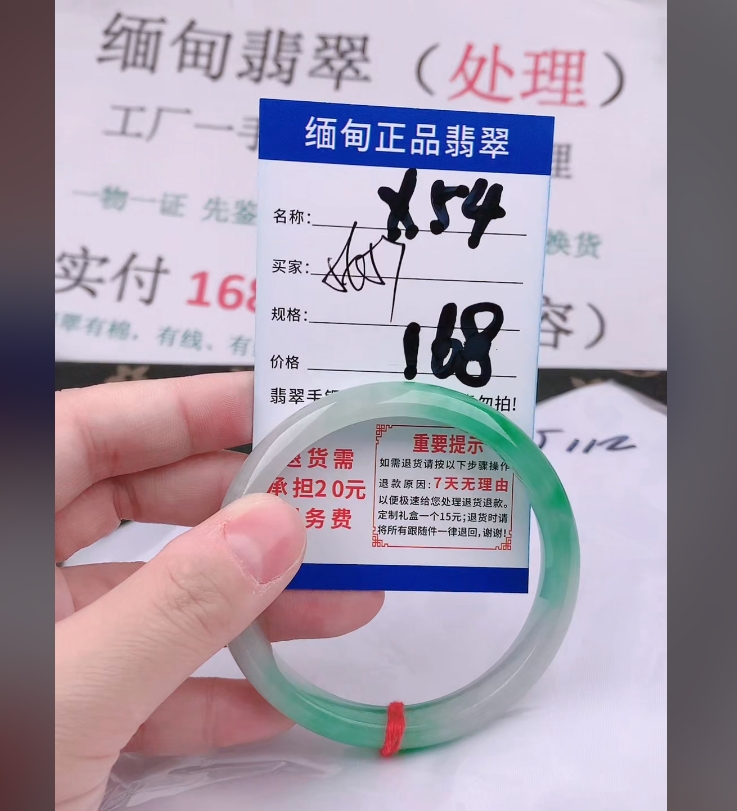 缅甸翡翠（处理）
工厂一手
理
缅甸正品翡翠
一物一证 先鉴
换货
名称: X.54
买家:
实付 168
容）
规格:
价格 168
翡翠有棉，有线、有
翡翠手镯
勿拍!
J112
退货需
承担20元
服务费
重要提示
如需退货请按以下步骤操作
退款原因:7天无理由
以便极速给您处理退货退款。
定制礼盒一个15元;退货时请
将所有跟随件一律退回,谢谢!